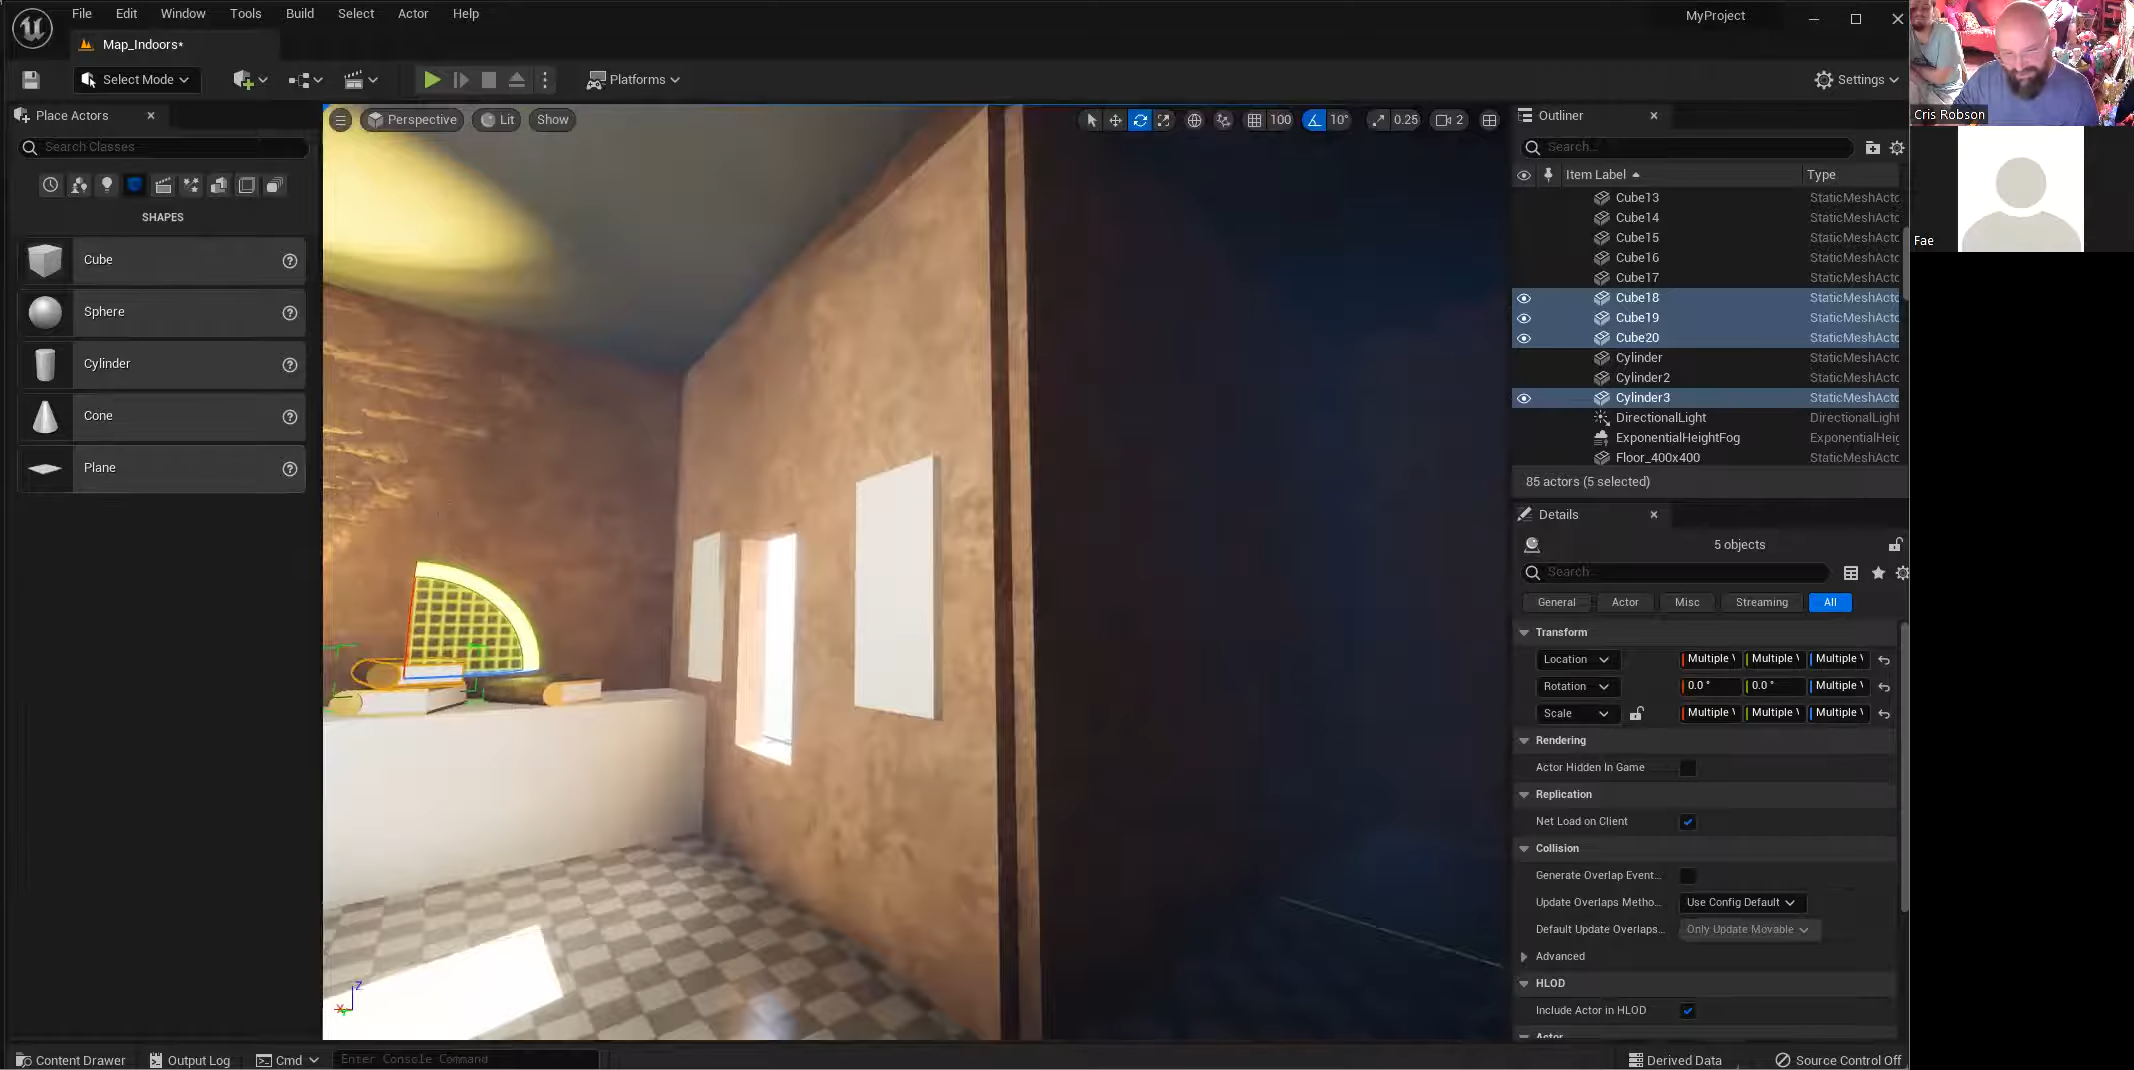 File Edit Window Tools Build Select Actor Help
MyProject
Map_Indoors*
Select Mode
Platforms
Settings
Place Actors
Search Classes
SHAPES
Cube
Sphere
Cylinder
Cone
Plane
Perspective Lit Show
100 10° 0.25 2
Outliner
Search...
Item Label Type
Cube13 StaticMeshActo
Cube14 StaticMeshActo
Cube15 StaticMeshActo
Cube16 StaticMeshActo
Cube17 StaticMeshActo
Cube18 StaticMeshActo
Cube19 StaticMeshActo
Cube20 StaticMeshActo
Cylinder StaticMeshActo
Cylinder2 StaticMeshActo
Cylinder3 StaticMeshActo
DirectionalLight DirectionalLight
ExponentialHeightFog ExponentialHeig
Floor_400x400 StaticMeshActo
85 actors (5 selected)
Details
5 objects
Search
General Actor Misc Streaming All
Transform
Location Multiple V Multiple V Multiple V
Rotation 0.0 ° 0.0 ° Multiple V
Scale Multiple V Multiple V Multiple V
Rendering
Actor Hidden In Game
Replication
Net Load on Client
Collision
Generate Overlap Event...
Update Overlaps Metho... Use Config Default
Default Update Overlaps... Only Update Movable
Advanced
HLOD
Include Actor in HLOD
Actor
Z
X
Content Drawer Output Log Cmd Enter Console Command
Derived Data Source Control Off
Cris Robson
Fae